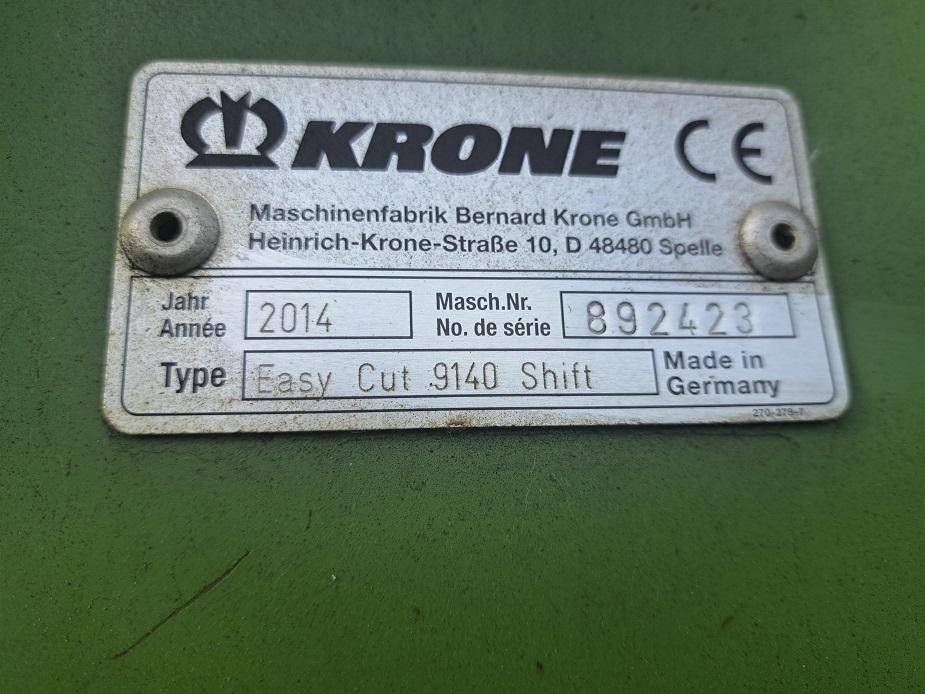 KRONE CE
Maschinenfabrik Bernard Krone GmbH
Heinrich-Krone-Straße 10, D 48480 Spelle
Jahr
Année
2014
Masch.Nr.
No. de série
892423
Type
Easy Cut 9140 Shift
Made in
Germany
270-278-7